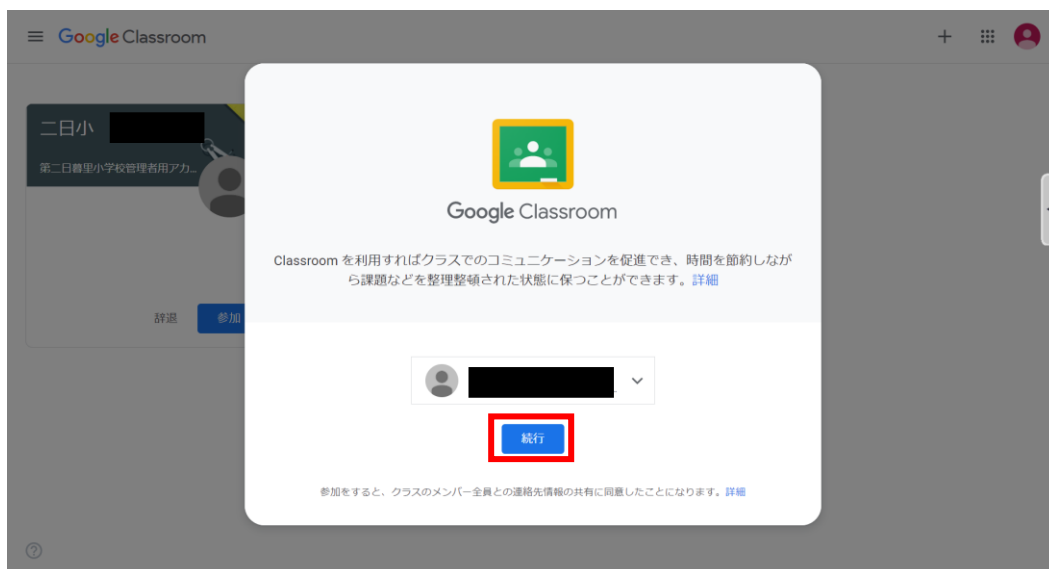 Google Classroom
二日小
第二日暮里小学校管理者用アカ...
辞退
参加
Google Classroom
Classroom を利用すればクラスでのコミュニケーションを促進でき、時間を節約しなが
ら課題などを整理整頓された状態に保つことができます。詳細
続行
参加をすると、クラスのメンバー全員との連絡先情報の共有に同意したことになります。詳細